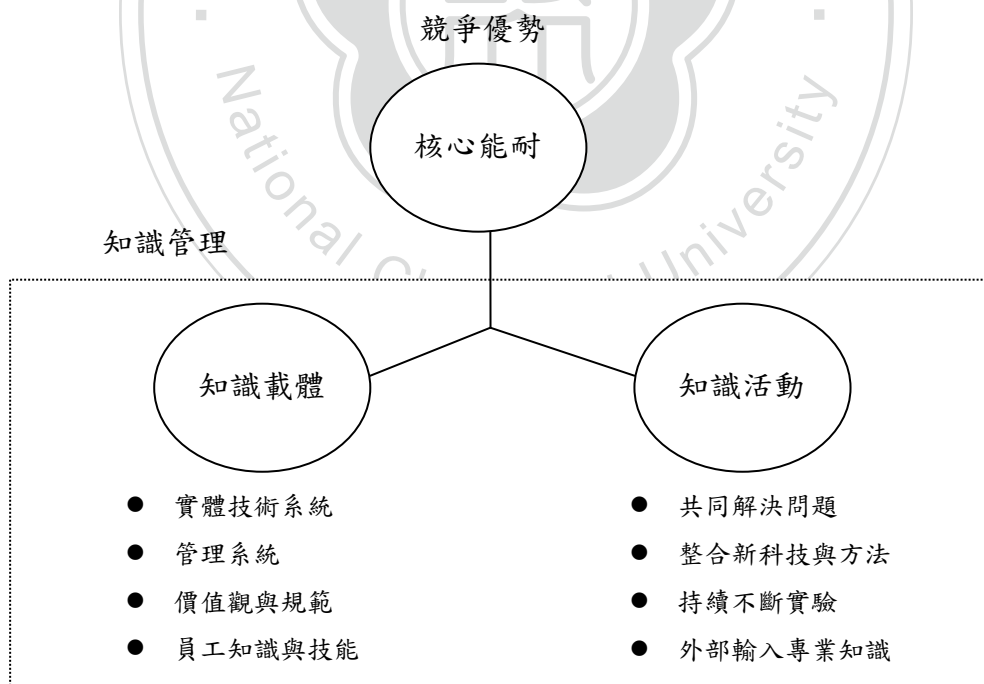 競爭優勢
核心能耐
National Chengchi University
知識管理
知識載體
知識活動
● 實體技術系統
● 管理系統
● 價值觀與規範
● 員工知識與技能
● 共同解決問題
● 整合新科技與方法
● 持續不斷實驗
● 外部輸入專業知識